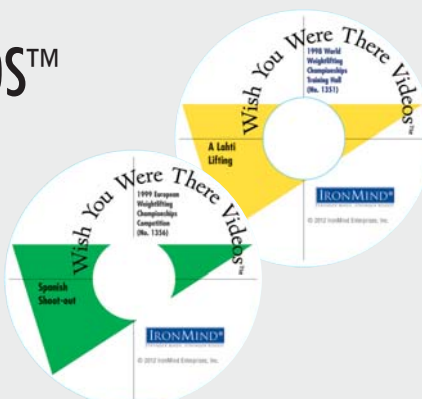 OS™
Wish You Were There Videos™
1998 World
Weightlifting
Championships
Training Hall
(No. 1351)
A Lahti
Lifting
IRONMIND®
© 2012 IronMind Enterprises, Inc.
Wish You Were There Videos™
1999 European
Weightlifting
Championships
Competition
(No. 1356)
Spanish
Shoot-out
IRONMIND®
© 2012 IronMind Enterprises, Inc.